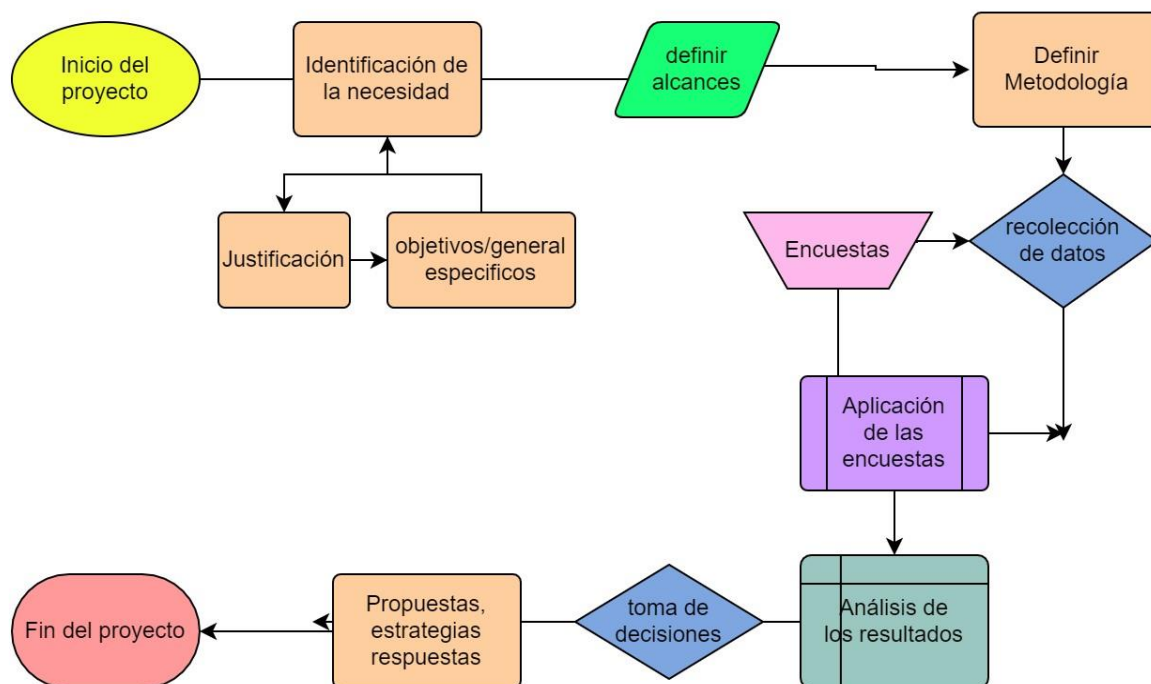 Inicio del
proyecto
Identificación de
la necesidad
definir
alcances
Definir
Metodología
Justificación
objetivos/general
especificos
Encuestas
recolección
de datos
Aplicación
de las
encuestas
Análisis de
los resultados
toma de
decisiones
Propuestas,
estrategias
respuestas
Fin del proyecto